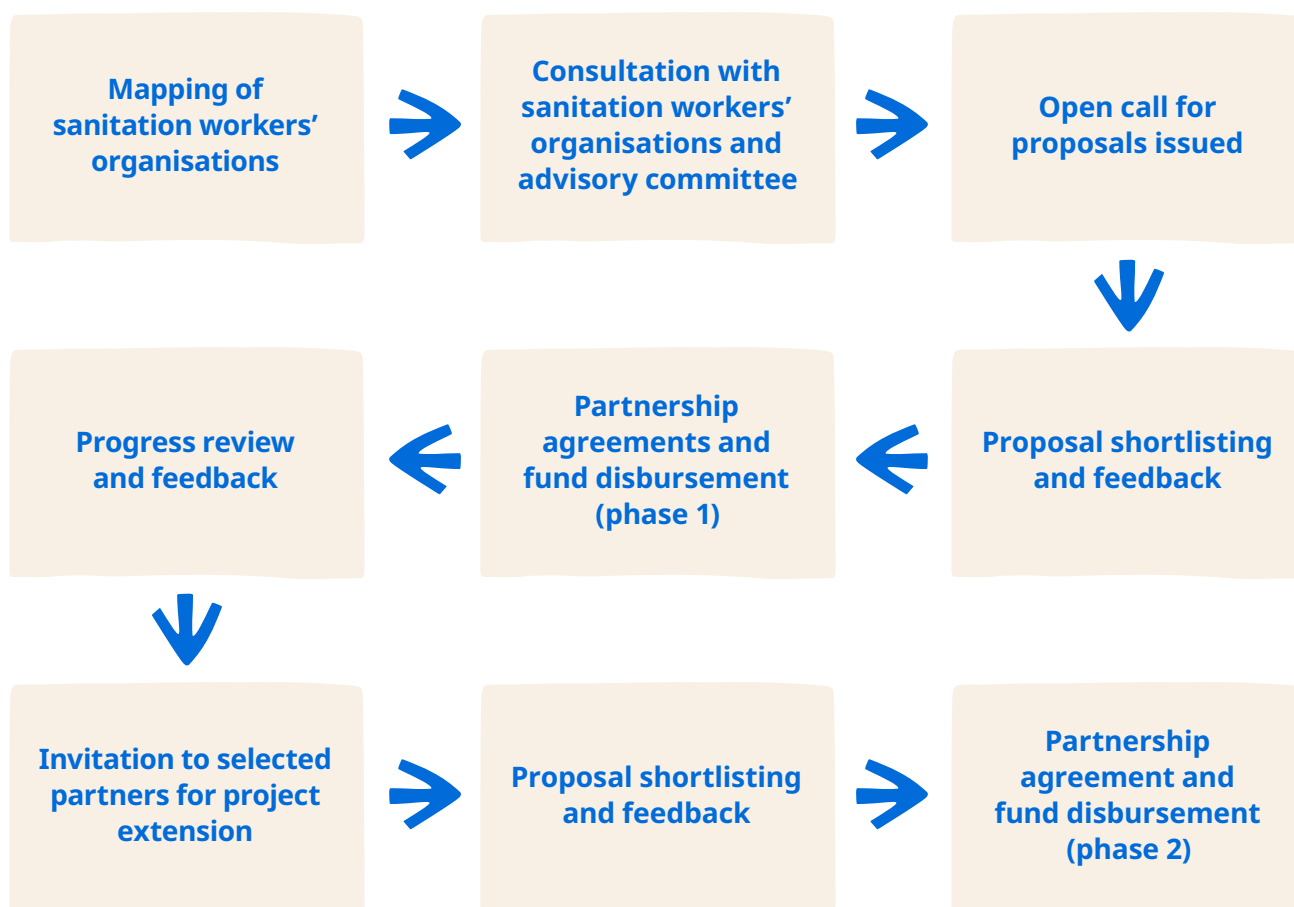 Mapping of
sanitation workers’
organisations
Consultation with
sanitation workers’
organisations and
advisory committee
Open call for
proposals issued
Proposal shortlisting
and feedback
Partnership
agreements and
fund disbursement
(phase 1)
Progress review
and feedback
Invitation to selected
partners for project
extension
Proposal shortlisting
and feedback
Partnership
agreement and
fund disbursement
(phase 2)